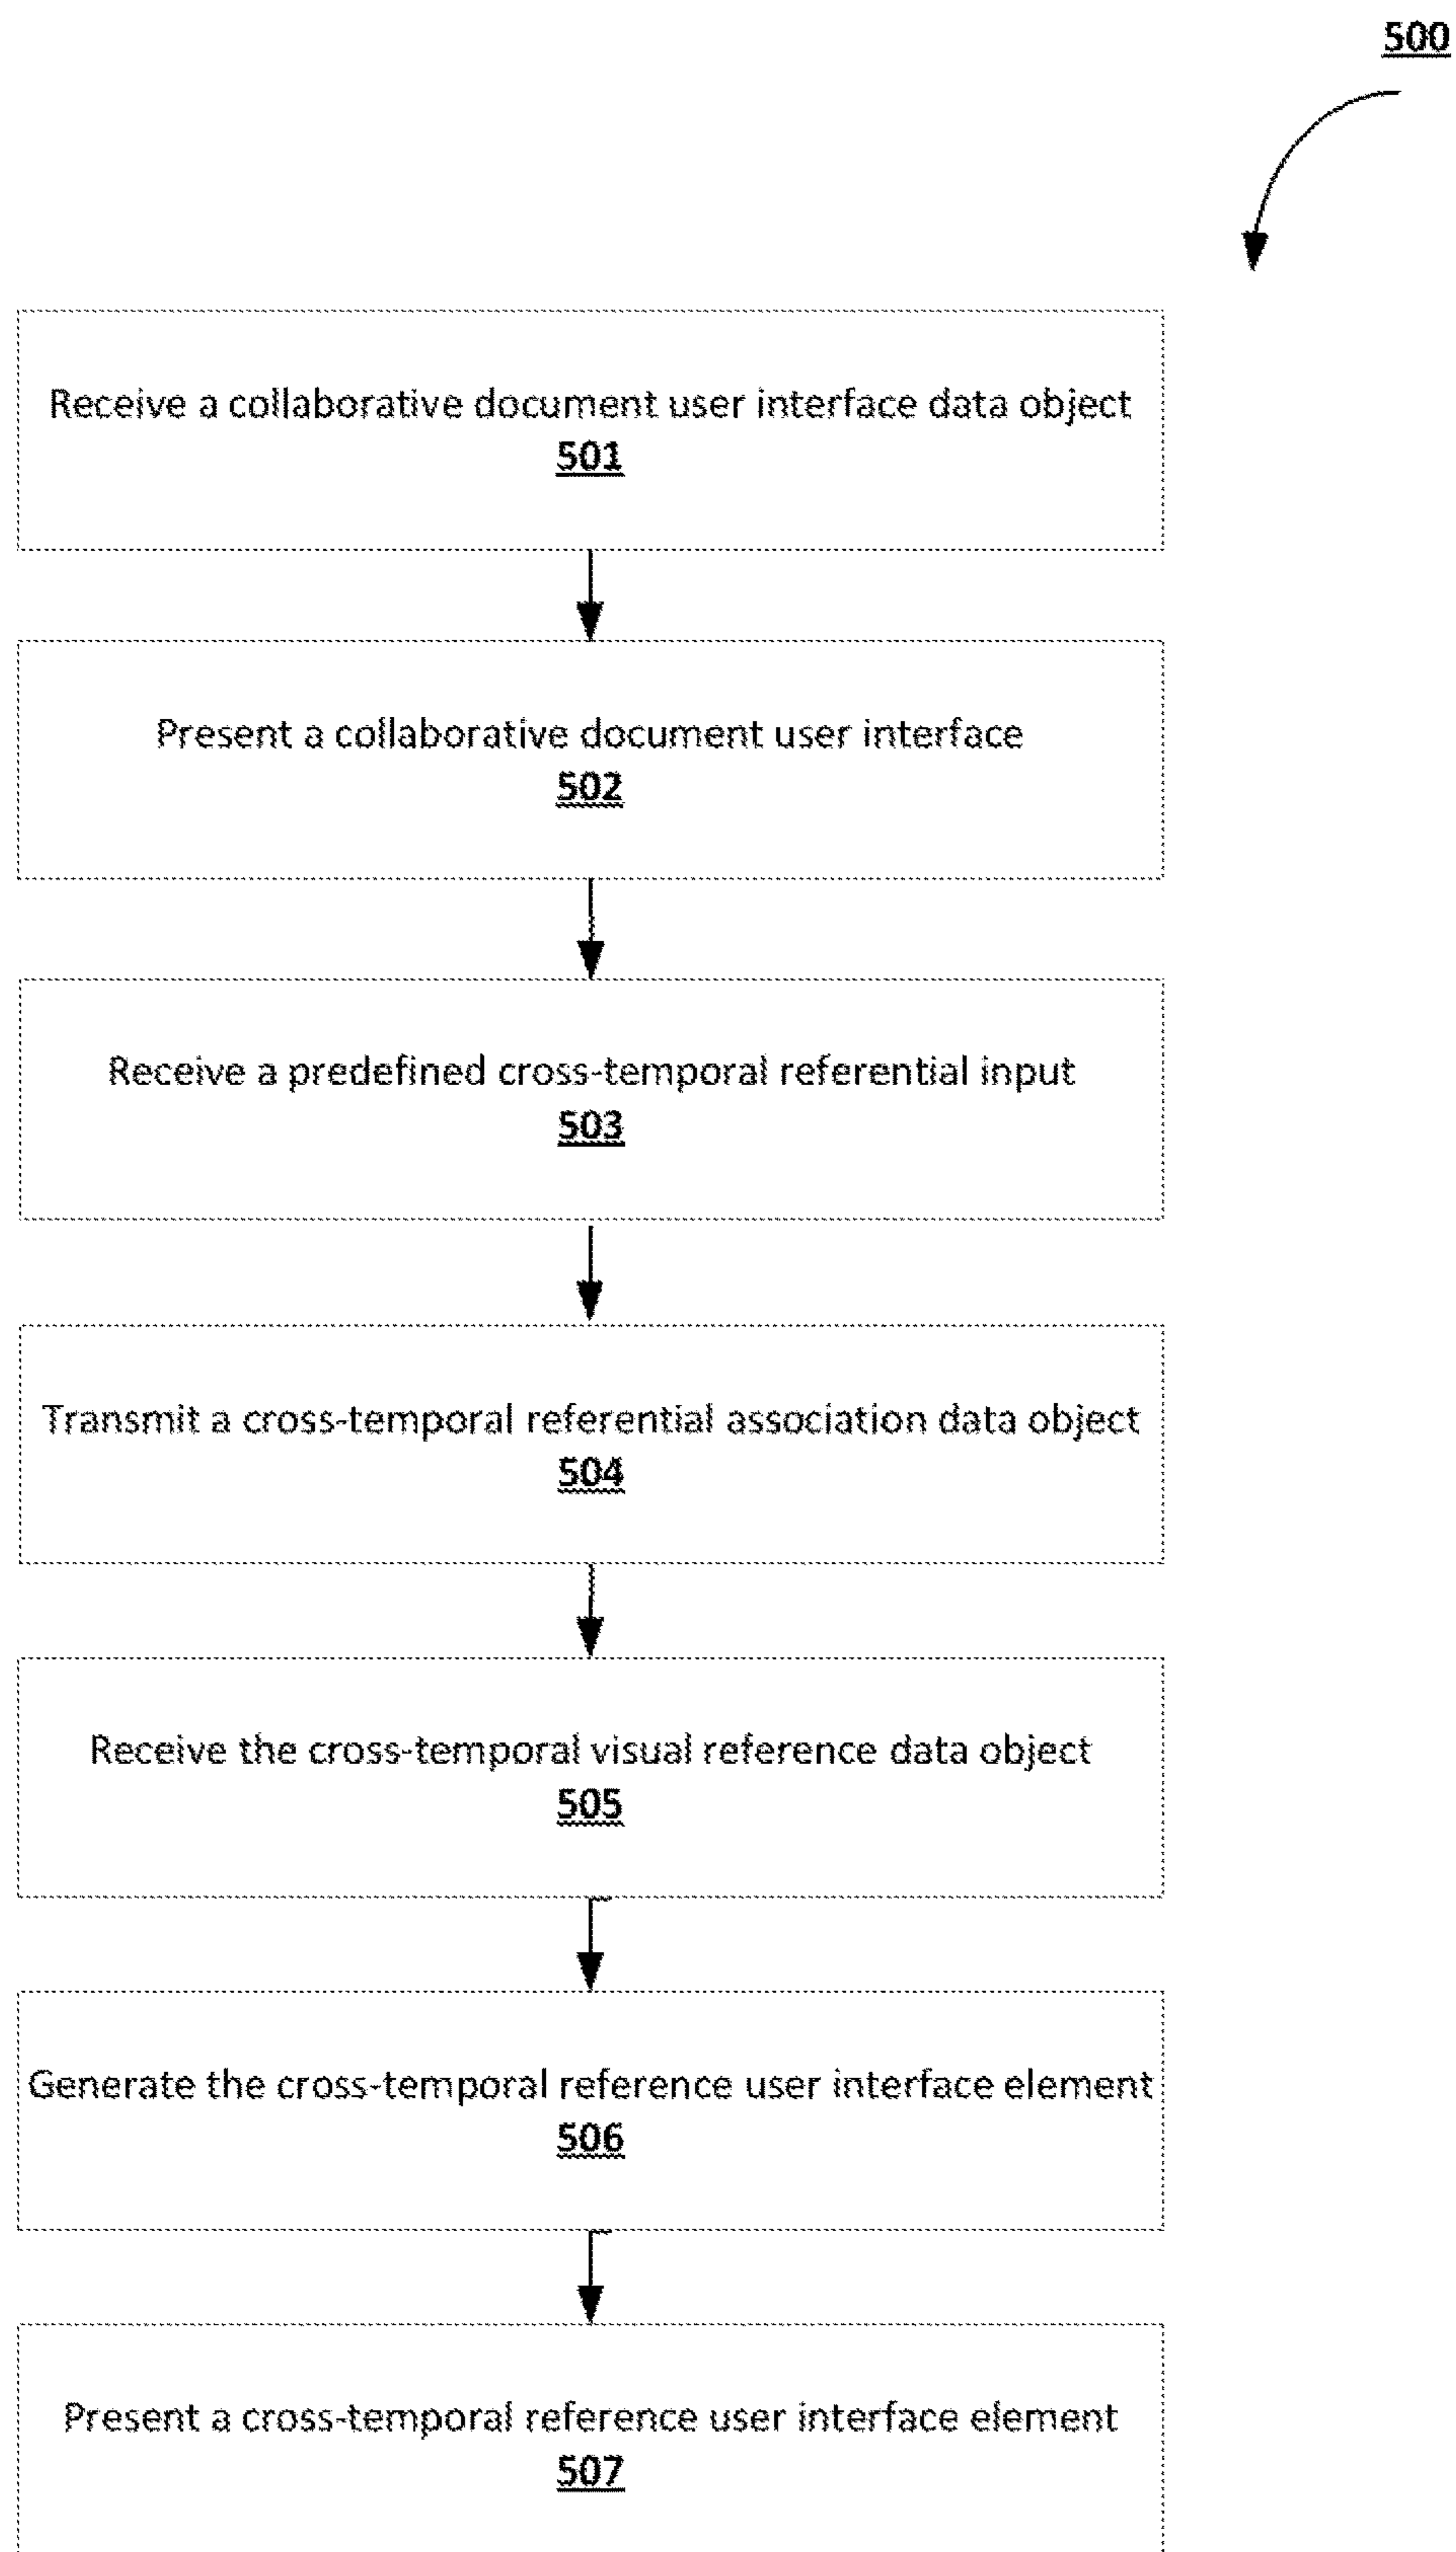 500
Receive a collaborative document user interface data object
501
Present a collaborative document user interface
502
Receive a predefined cross-temporal referential input
503
Transmit a cross-temporal referential association data object
504
Receive the cross-temporal visual reference data object
505
Generate the cross-temporal reference user interface element
506
Present a cross-temporal reference user interface element
507